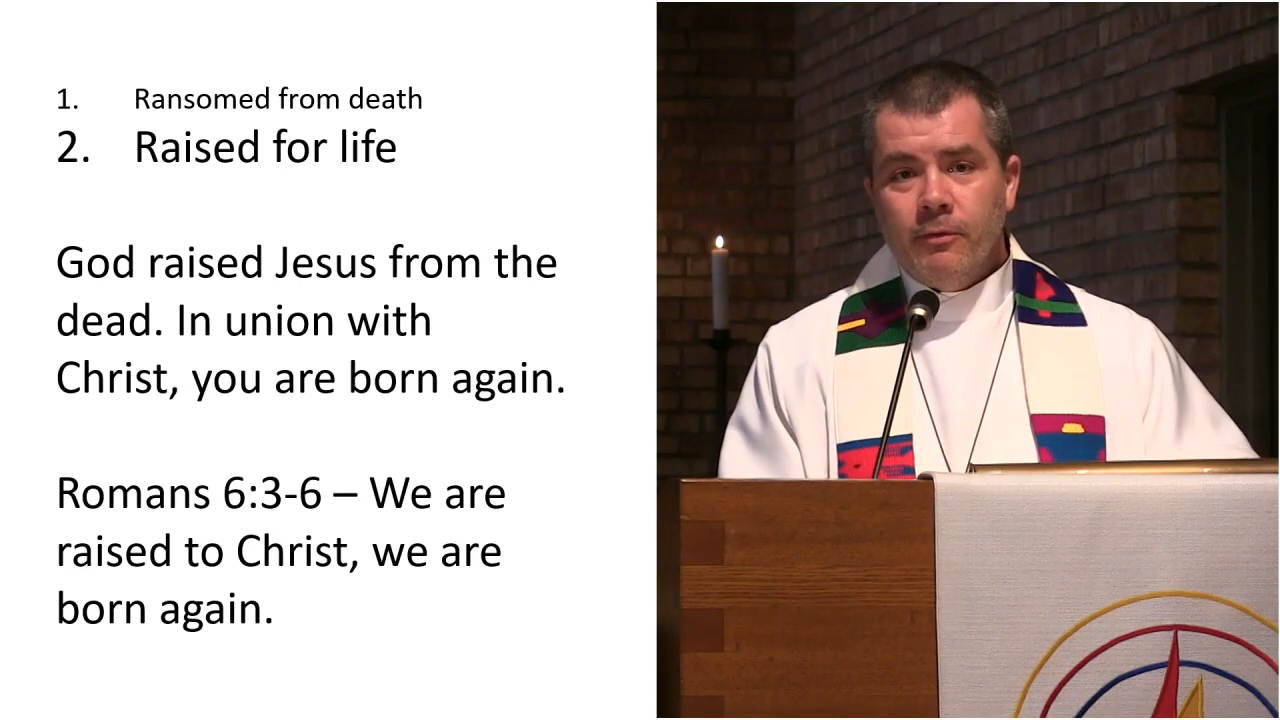 1. Ransomed from death
2. Raised for life
God raised Jesus from the
dead. In union with
Christ, you are born again.
Romans 6:3-6 – We are
raised to Christ, we are
born again.